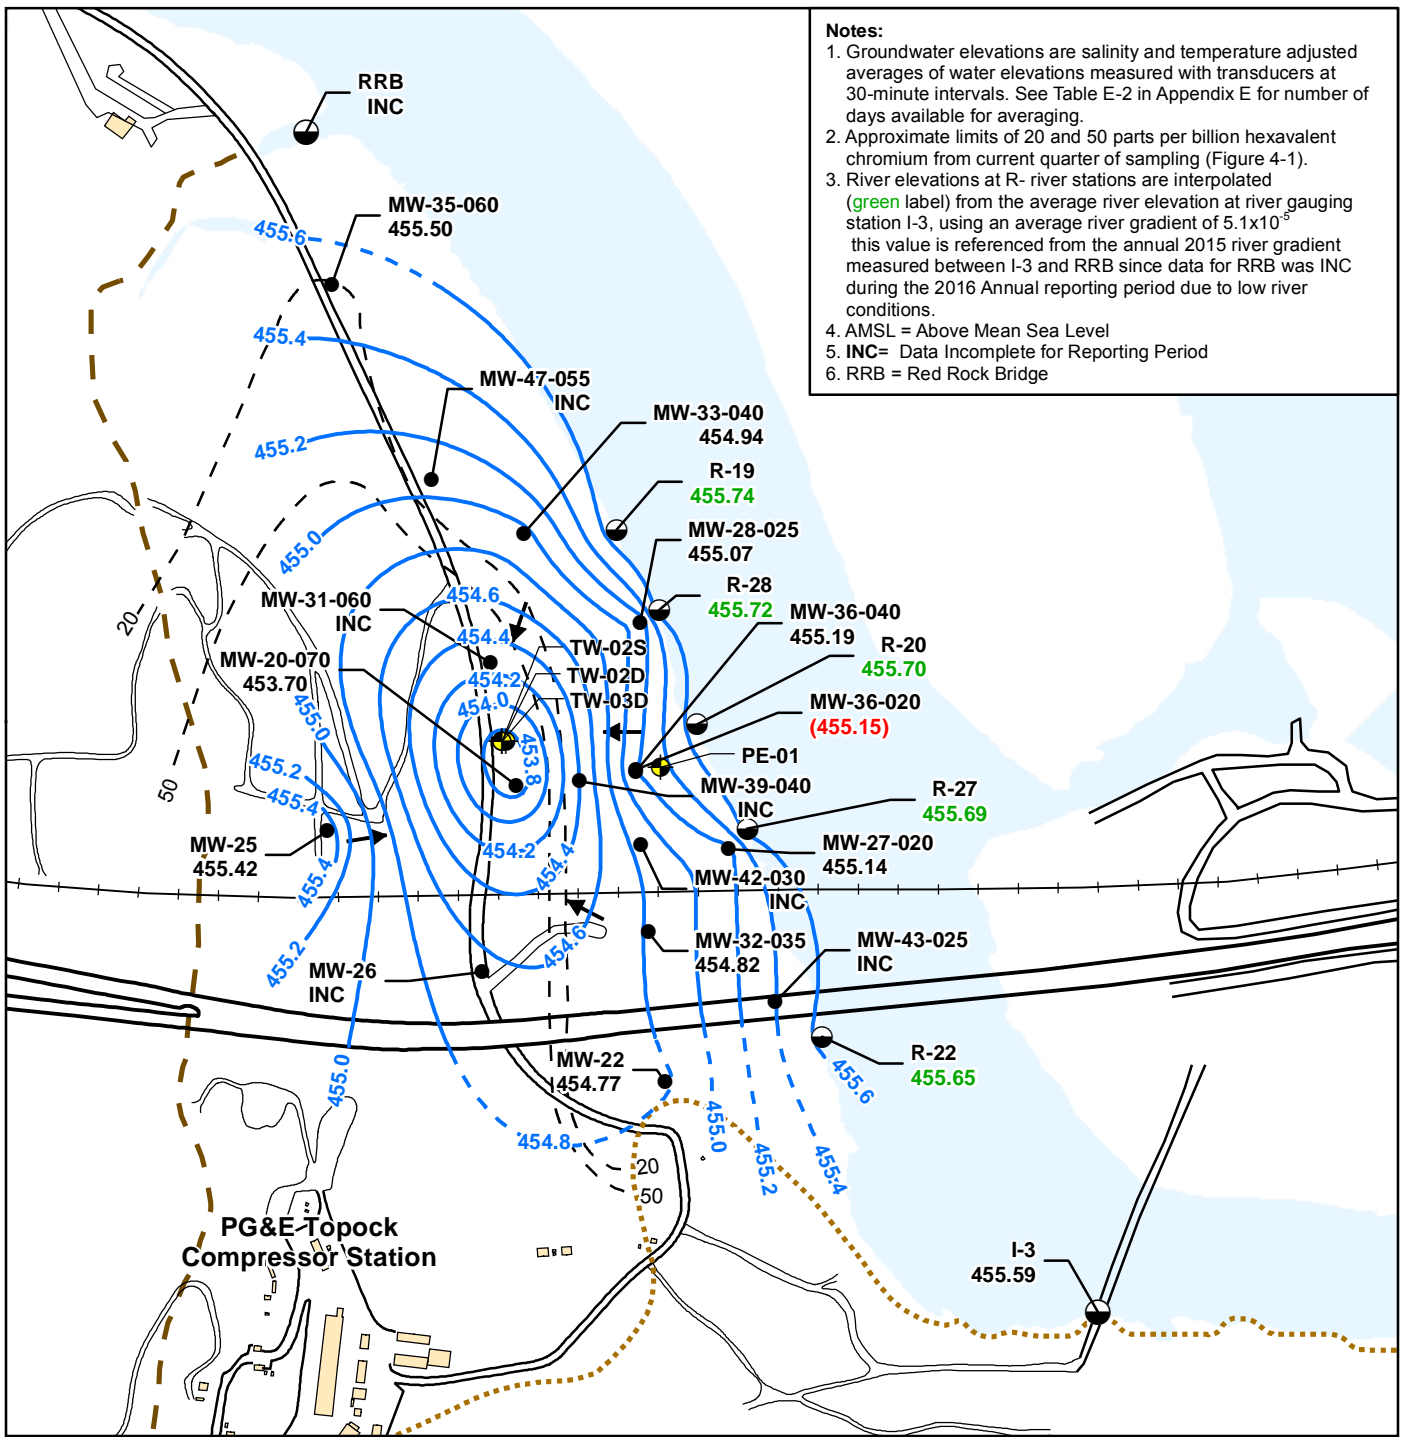 Notes:
1. Groundwater elevations are salinity and temperature adjusted
averages of water elevations measured with transducers at
30-minute intervals. See Table E-2 in Appendix E for number of
days available for averaging.
2. Approximate limits of 20 and 50 parts per billion hexavalent
chromium from current quarter of sampling (Figure 4-1).
3. River elevations at R- river stations are interpolated
(green label) from the average river elevation at river gauging
station I-3, using an average river gradient of 5.1x10-5
this value is referenced from the annual 2015 river gradient
measured between I-3 and RRB since data for RRB was INC
during the 2016 Annual reporting period due to low river
conditions.
4. AMSL = Above Mean Sea Level
5. INC= Data Incomplete for Reporting Period
6. RRB = Red Rock Bridge
RRB
INC
MW-35-060
455.50
455.6
455.4
MW-47-055
INC
MW-33-040
454.94
455.2
R-19
455.74
455.0
MW-28-025
455.07
R-28
455.72
454.6
MW-31-060
INC
MW-36-040
455.19
20
454.4
TW-02S
R-20
455.70
MW-20-070
453.70
454.2
TW-02D
454.0
TW-03D
MW-36-020
(455.15)
455.0
453.8
PE-01
455.2
50
455.4
MW-39-040
INC
R-27
455.69
MW-25
455.42
454.2
454.4
MW-27-020
455.14
455.4
MW-42-030
INC
455.2
454.6
MW-32-035
454.82
MW-43-025
INC
MW-26
INC
455.0
MW-22
454.77
R-22
455.65
455.6
454.8
455.0
455.2
455.4
20
50
PG&E Topock
Compressor Station
I-3
455.59